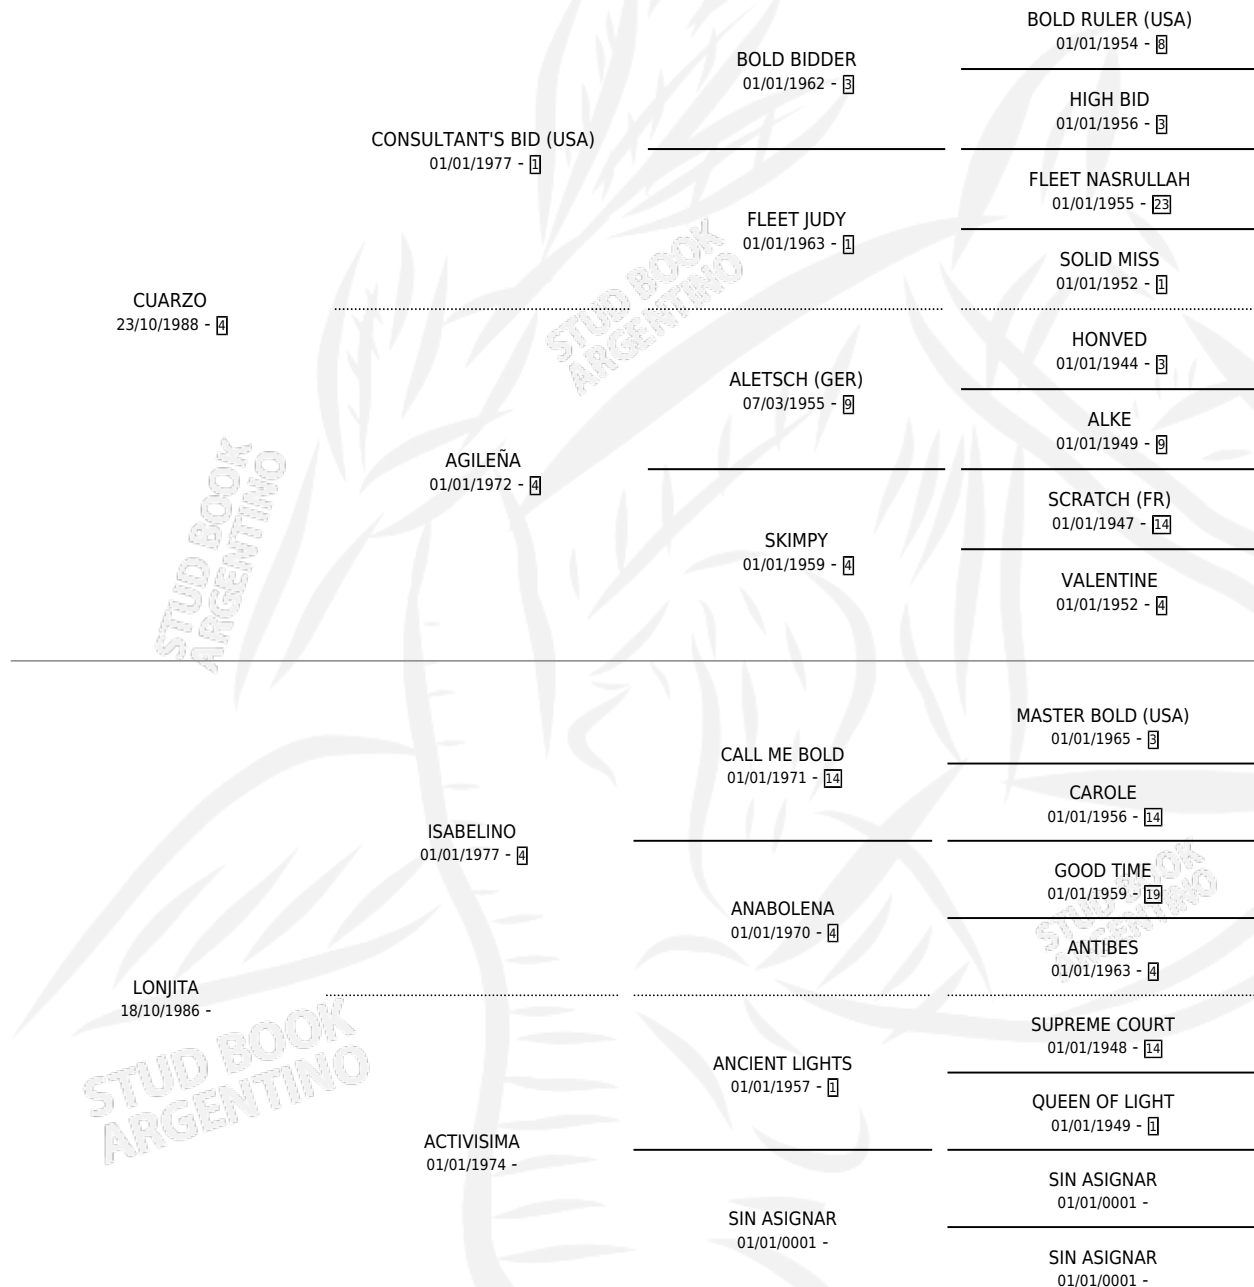 BOLD RULER (USA)
01/01/1954 - 8
BOLD BIDDER
01/01/1962 - 3
HIGH BID
01/01/1956 - 3
CONSULTANT'S BID (USA)
01/01/1977 - 1
FLEET NASRULLAH
01/01/1955 - 23
FLEET JUDY
01/01/1963 - 1
SOLID MISS
01/01/1952 - 1
CUARZO
23/10/1988 - 4
HONVED
01/01/1944 - 3
ALETSCH (GER)
07/03/1955 - 9
ALKE
01/01/1949 - 9
AGILEÑA
01/01/1972 - 4
SCRATCH (FR)
01/01/1947 - 14
SKIMPY
01/01/1959 - 4
VALENTINE
01/01/1952 - 4
STUD BOOK
ARGENTINO
STUD BOOK
ARGENTINO
MASTER BOLD (USA)
01/01/1965 - 3
CALL ME BOLD
01/01/1971 - 14
CAROLE
01/01/1956 - 14
ISABELINO
01/01/1977 - 4
GOOD TIME
01/01/1959 - 19
ANABOLENA
01/01/1970 - 4
ANTIBES
01/01/1963 - 4
STUD BOOK
ARGENTINO
LONJITA
18/10/1986 -
SUPREME COURT
01/01/1948 - 14
ANCIENT LIGHTS
01/01/1957 - 1
QUEEN OF LIGHT
01/01/1949 - 1
STUD BOOK
ARGENTINO
ACTIVISIMA
01/01/1974 -
SIN ASIGNAR
01/01/0001 -
SIN ASIGNAR
01/01/0001 -
SIN ASIGNAR
01/01/0001 -